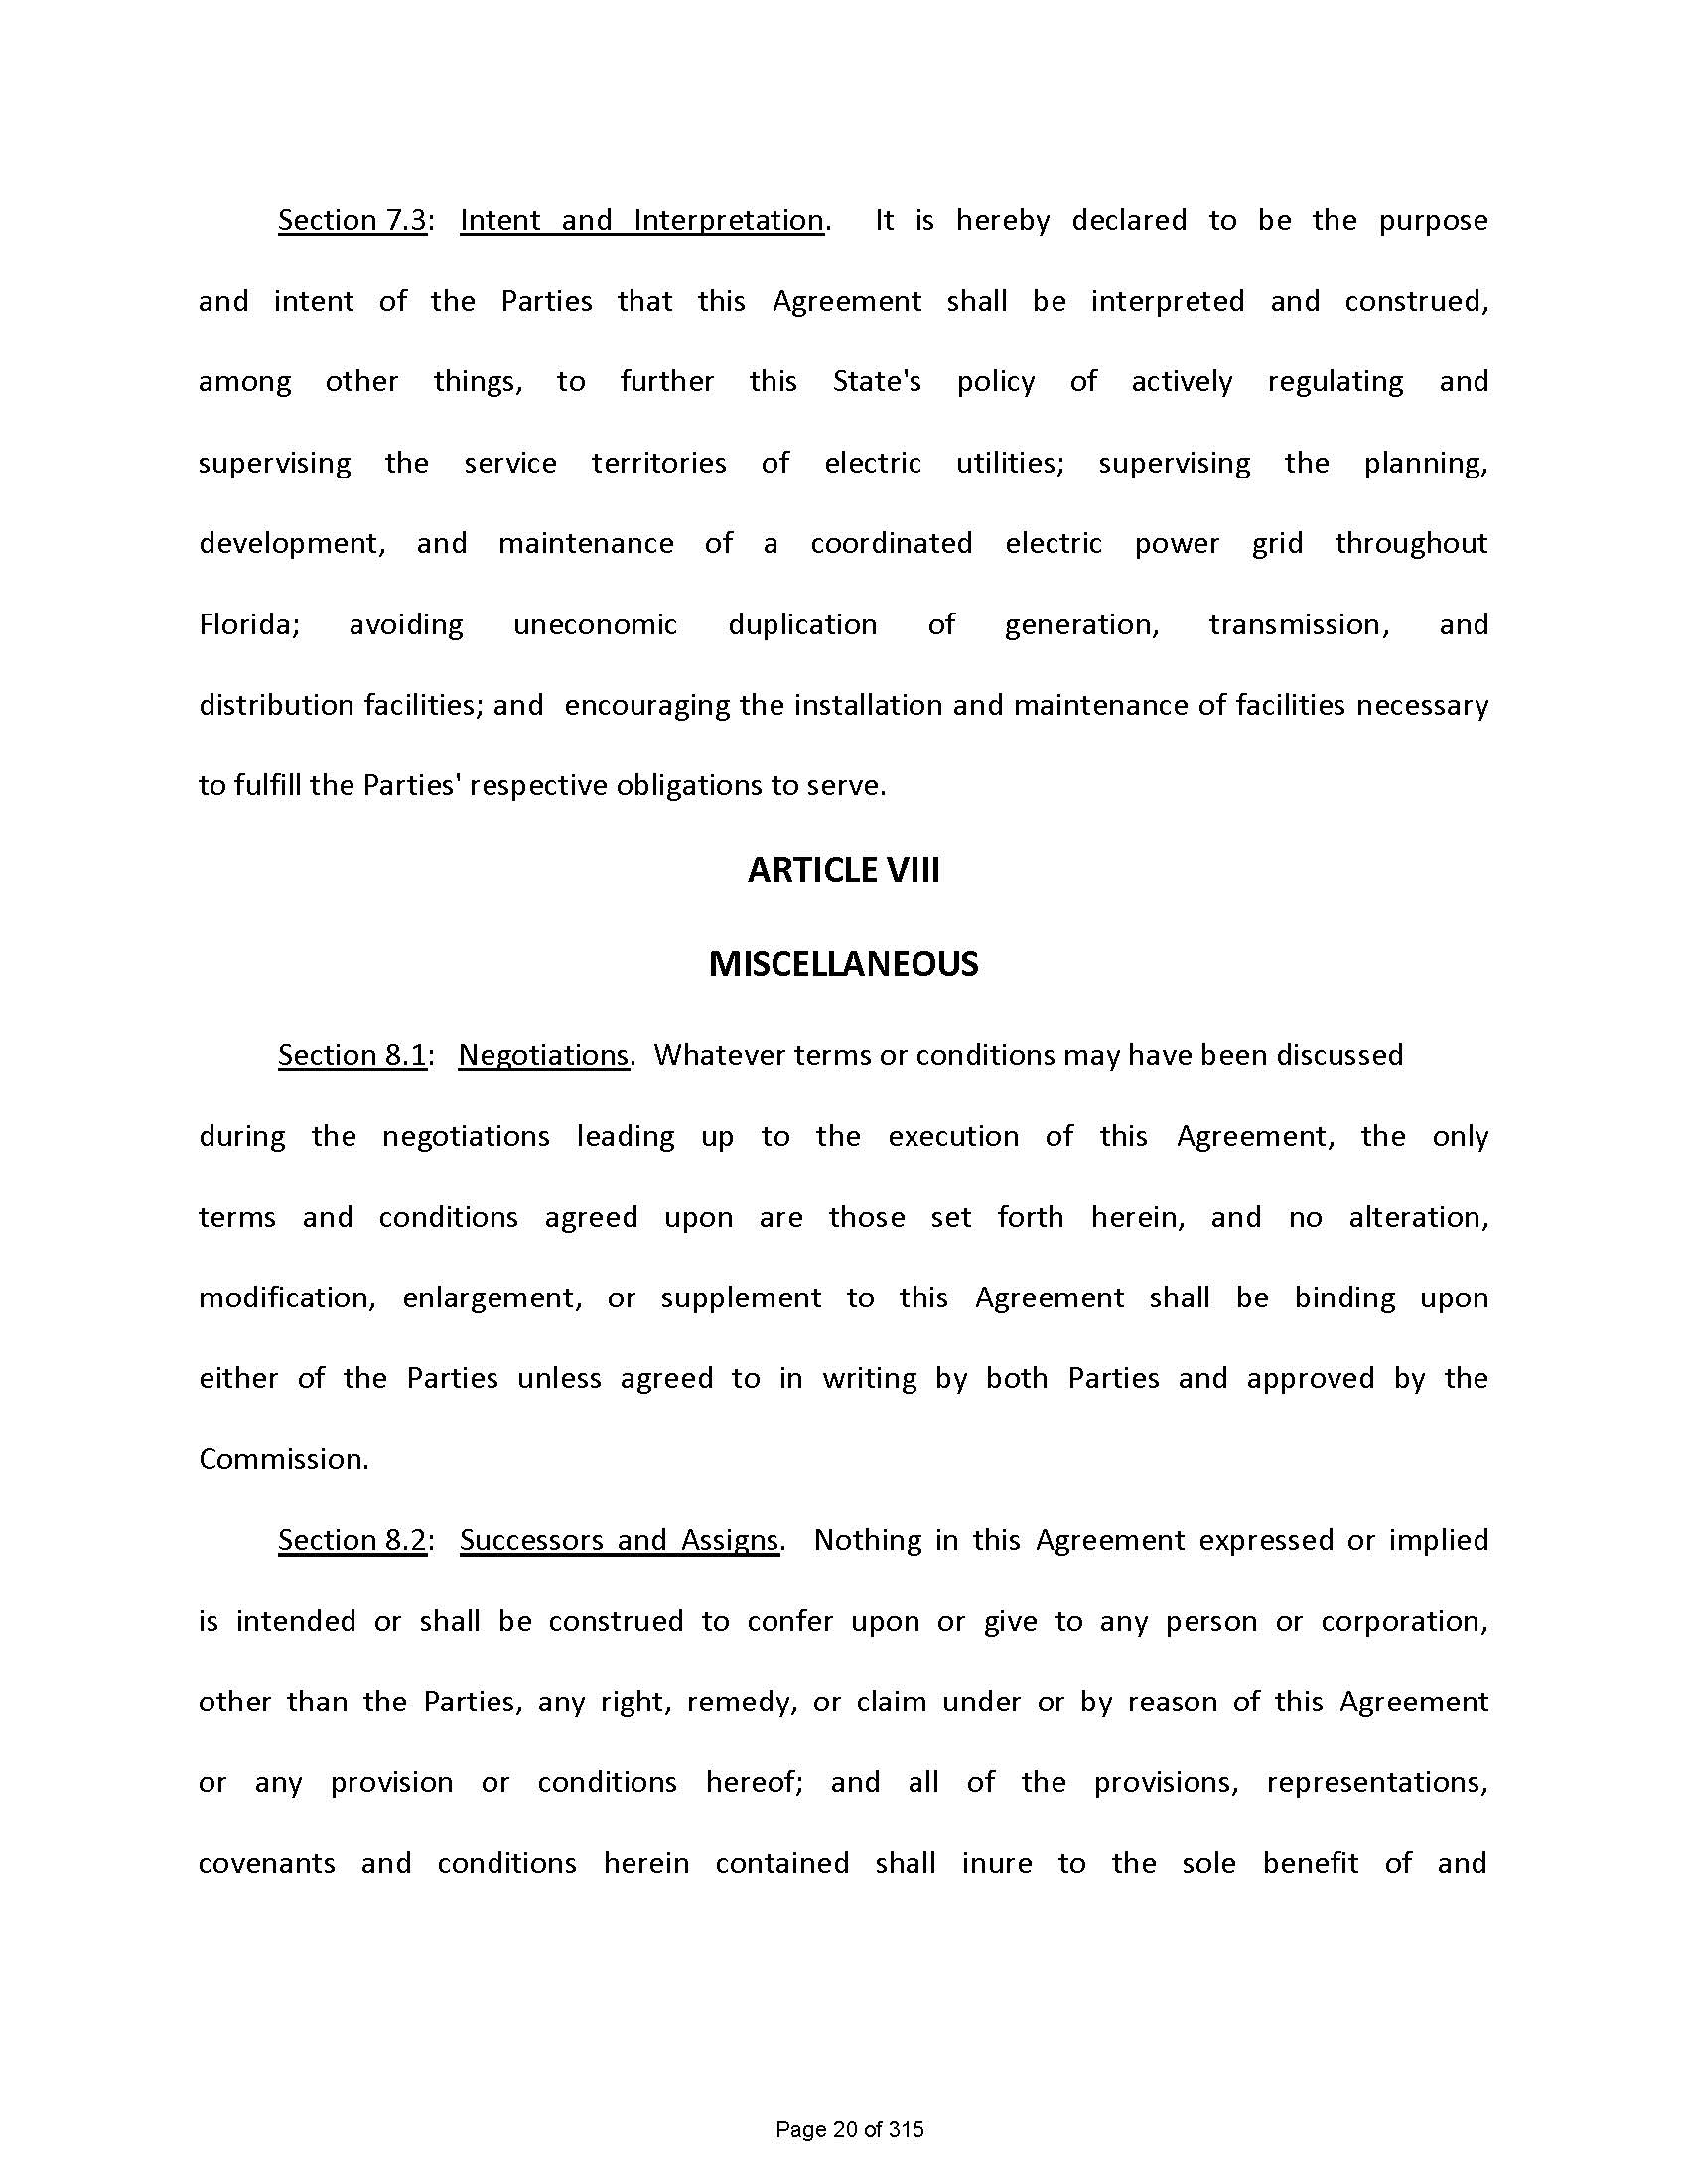 Section 7.3: Intent and Interpretation. It is hereby declared to be the purpose
and intent of the Parties that this Agreement shall be interpreted and construed,
among other things, to further this State's policy of actively regulating and
supervising the service territories of electric utilities; supervising the planning,
development, and maintenance of a coordinated electric power grid throughout
Florida; avoiding uneconomic duplication of generation, transmission, and
distribution facilities; and encouraging the installation and maintenance of facilities necessary
to fulfill the Parties' respective obligations to serve.
ARTICLE VIII
MISCELLANEOUS
Section 8.1: Negotiations. Whatever terms or conditions may have been discussed
during the negotiations leading up to the execution of this Agreement, the only
terms and conditions agreed upon are those set forth herein, and no alteration,
modification, enlargement, or supplement to this Agreement shall be binding upon
either of the Parties unless agreed to in writing by both Parties and approved by the
Commission.
Section 8.2: Successors and Assigns. Nothing in this Agreement expressed or implied
is intended or shall be construed to confer upon or give to any person or corporation,
other than the Parties, any right, remedy, or claim under or by reason of this Agreement
or any provision or conditions hereof; and all of the provisions, representations,
covenants and conditions herein contained shall inure to the sole benefit of and
Page 20 of 315